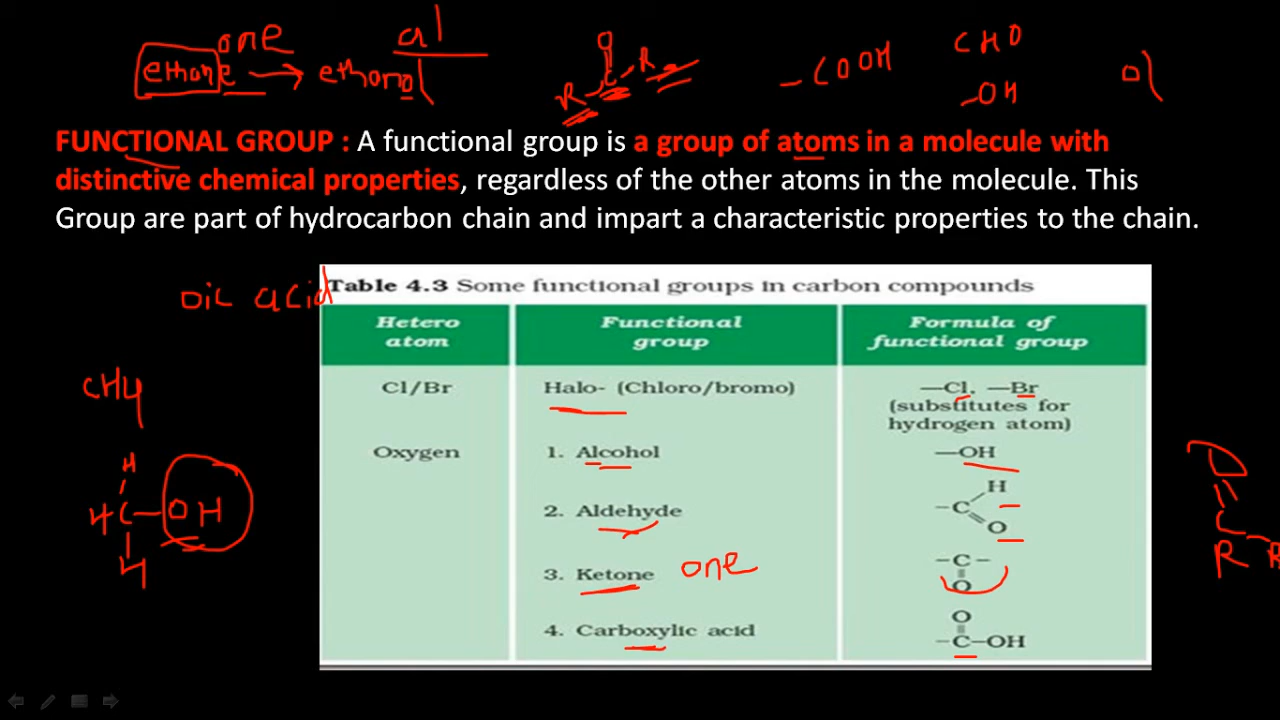 one al
ethane → ethanol
O
R C R
-COOH
CHO
-OH
ol
FUNCTIONAL GROUP : A functional group is a group of atoms in a molecule with
distinctive chemical properties, regardless of the other atoms in the molecule. This
Group are part of hydrocarbon chain and impart a characteristic properties to the chain.
oic acid
Table 4.3 Some functional groups in carbon compounds
Hetero atom
Functional group
Formula of functional group
Cl/Br
Halo- (Chloro/bromo)
—Cl, —Br
(substitutes for
hydrogen atom)
Oxygen
1. Alcohol
—OH
2. Aldehyde
H
-C
O
3. Ketone one
-C-
O
4. Carboxylic acid
O
-C-OH
CH4
H
H C - OH
H
C
R R